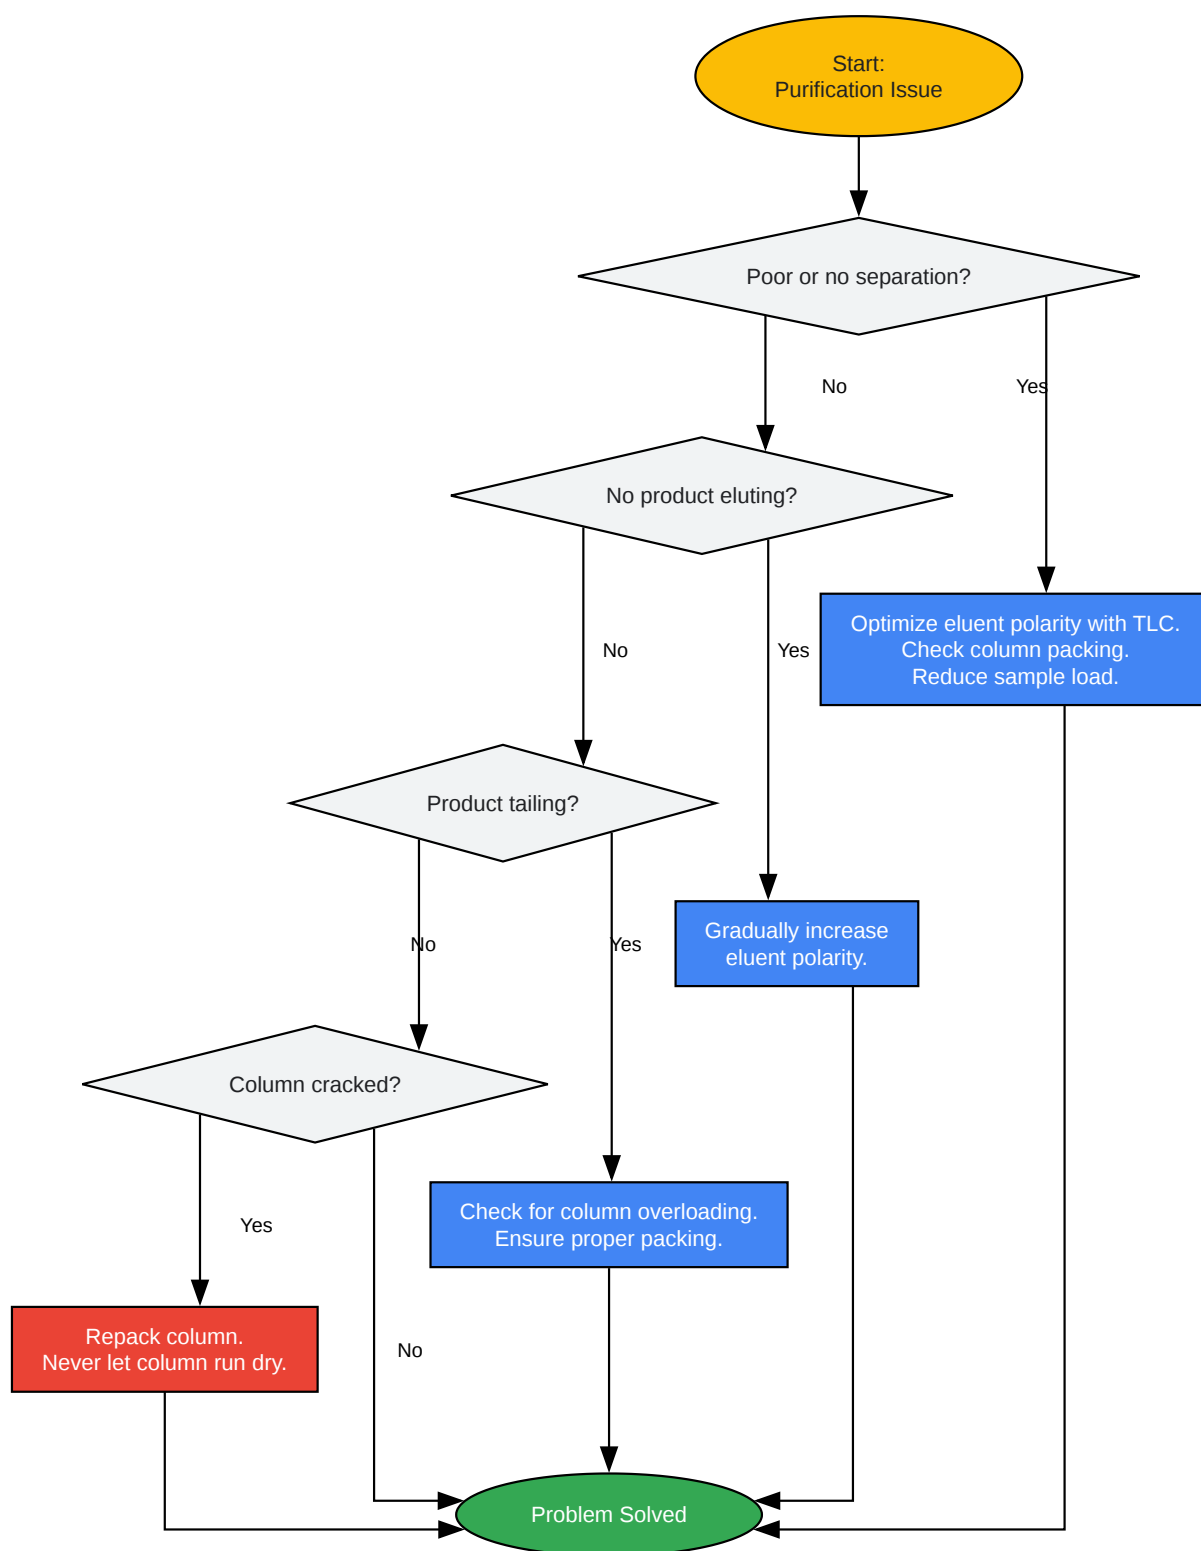 Start:
Purification Issue
Poor or no separation?
No
Yes
No product eluting?
Optimize eluent polarity with TLC.
Check column packing.
Reduce sample load.
No
Yes
Product tailing?
Gradually increase
eluent polarity.
No
Yes
Column cracked?
Check for column overloading.
Ensure proper packing.
Yes
Repack column.
Never let column run dry.
No
Problem Solved